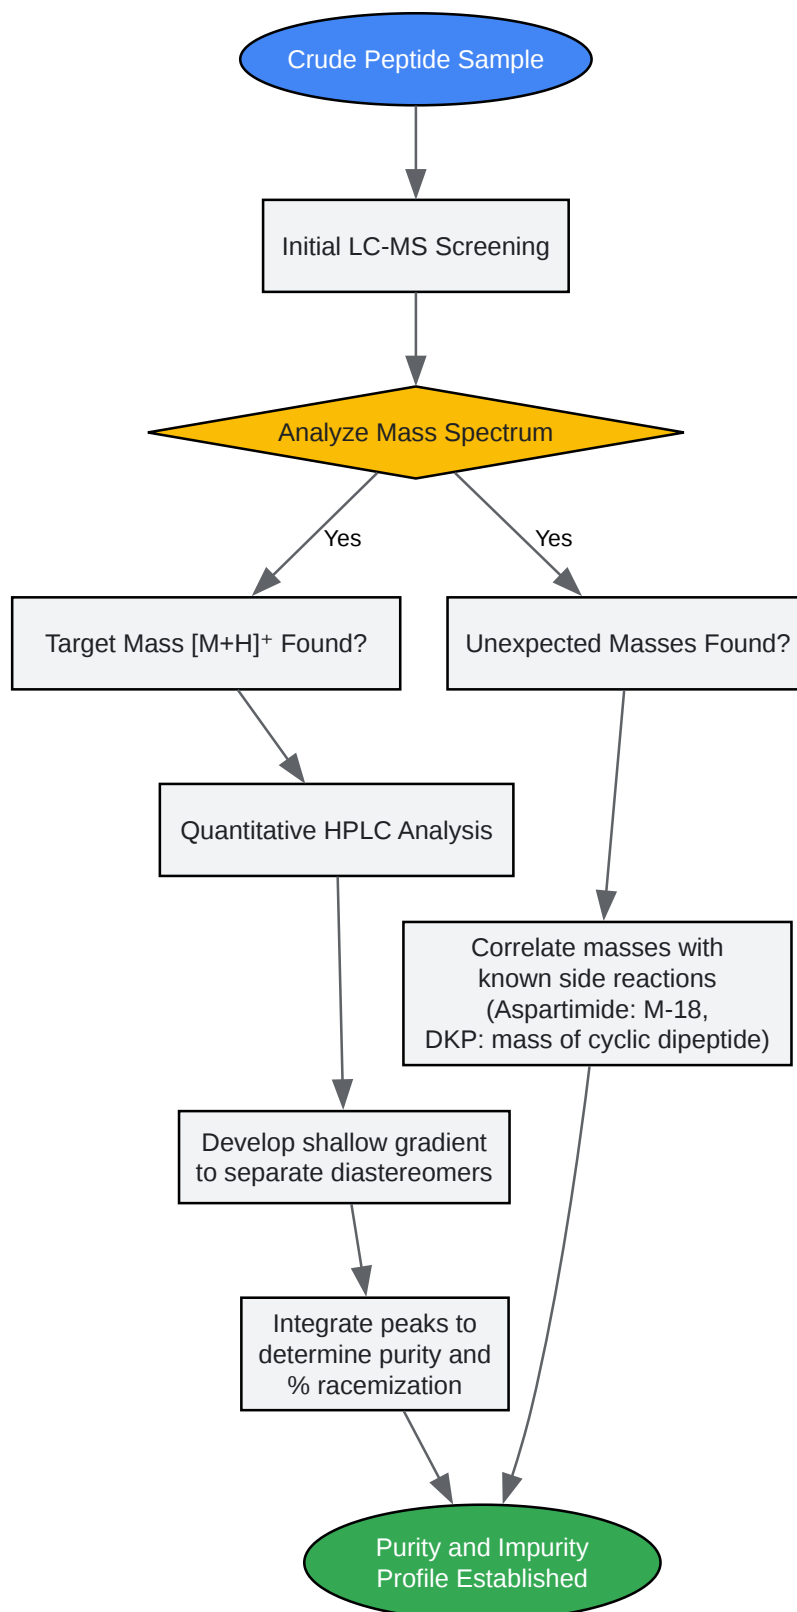 Crude Peptide Sample
Initial LC-MS Screening
Analyze Mass Spectrum
Yes
Yes
Target Mass [M+H]⁺ Found?
Unexpected Masses Found?
Quantitative HPLC Analysis
Correlate masses with
known side reactions
(Aspartimide: M-18,
DKP: mass of cyclic dipeptide)
Develop shallow gradient
to separate diastereomers
Integrate peaks to
determine purity and
% racemization
Purity and Impurity
Profile Established